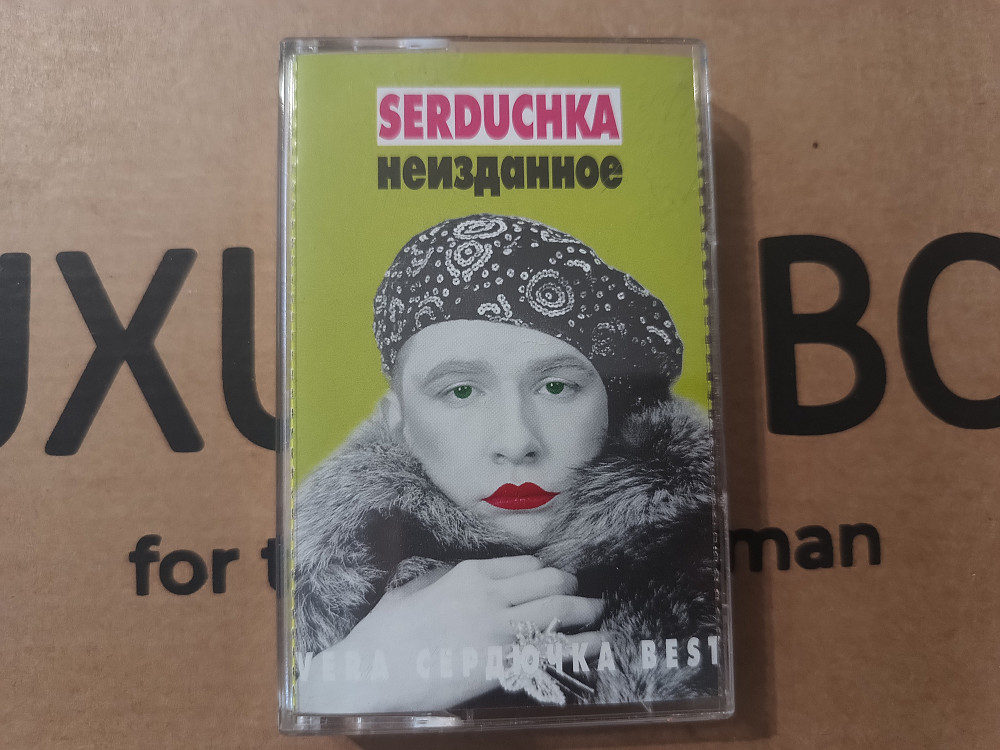 SERDUCHKA
неизданное
UXU BO
for t man
VERA СЕРДЮЧКА BEST